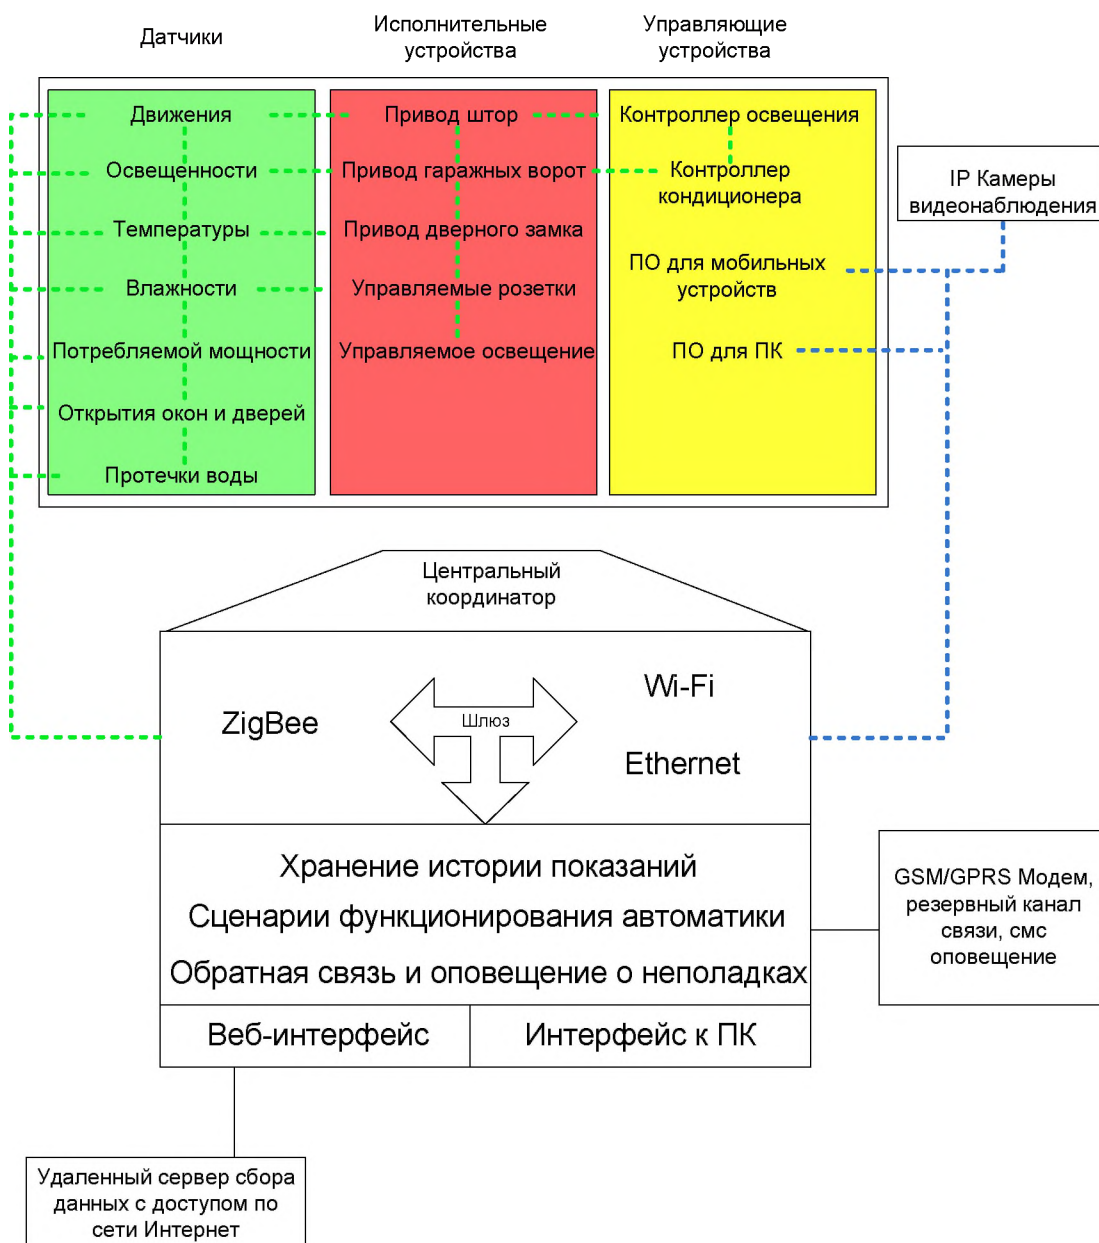 Датчики
Исполнительные
устройства
Управляющие
устройства
Движения
Освещенности
Температуры
Влажности
Потребляемой мощности
Открытия окон и дверей
Протечки воды
Привод штор
Привод гаражных ворот
Привод дверного замка
Управляемые розетки
Управляемое освещение
Контроллер освещения
Контроллер
кондиционера
ПО для мобильных
устройств
ПО для ПК
IP Камеры
видеонаблюдения
Центральный
координатор
ZigBee
Шлюз
Wi-Fi
Ethernet
Хранение истории показаний
Сценарии функционирования автоматики
Обратная связь и оповещение о неполадках
Веб-интерфейс
Интерфейс к ПК
GSM/GPRS Модем,
резервный канал
связи, смс
оповещение
Удаленный сервер сбора
данных с доступом по
сети Интернет